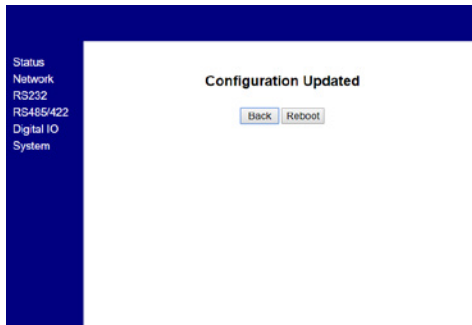 Status
Network
RS232
RS485/422
Digital IO
System
Configuration Updated
Back Reboot